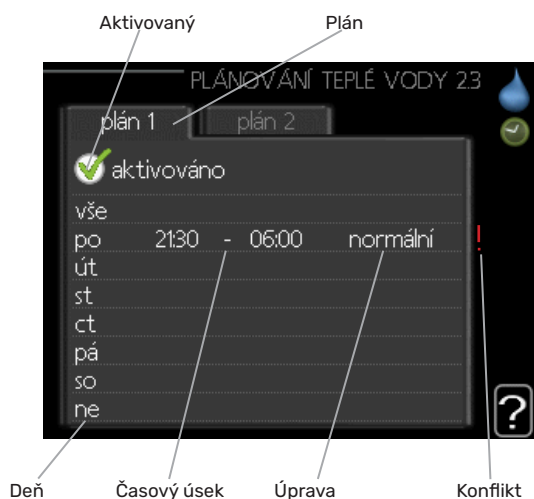 Aktivovaný Plán
PLÁNOVÁNÍ TEPLÉ VODY 2.3
plán 1 plán 2
aktivováno
vše
po 21:30 - 06:00 normální !
út
st
ct
pá
so
ne
?
Deň Časový úsek Úprava Konflikt